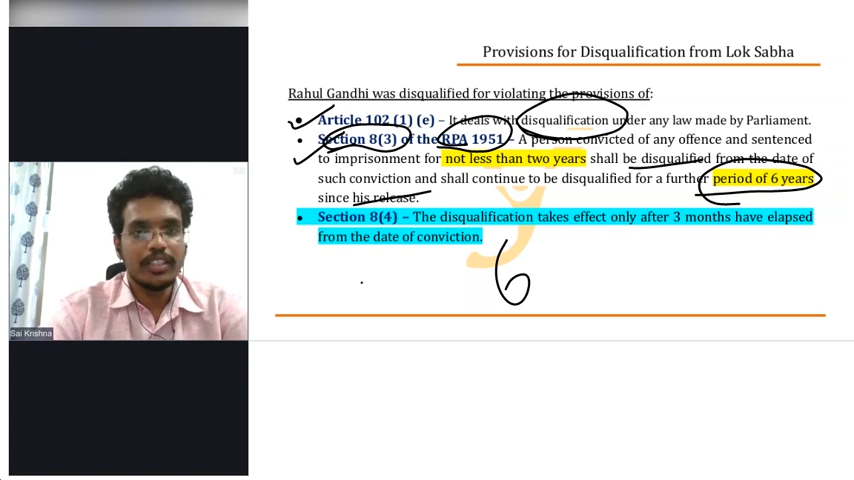 Provisions for Disqualification from Lok Sabha
Rahul Gandhi was disqualified for violating the provisions of:
• Article 102 (1) (e) – It deals with disqualification under any law made by Parliament.
• Section 8(3) of the RPA 1951 – A person convicted of any offence and sentenced
to imprisonment for not less than two years shall be disqualified from the date of
such conviction and shall continue to be disqualified for a further period of 6 years
since his release.
• Section 8(4) – The disqualification takes effect only after 3 months have elapsed
from the date of conviction.
6
Sai Krishna